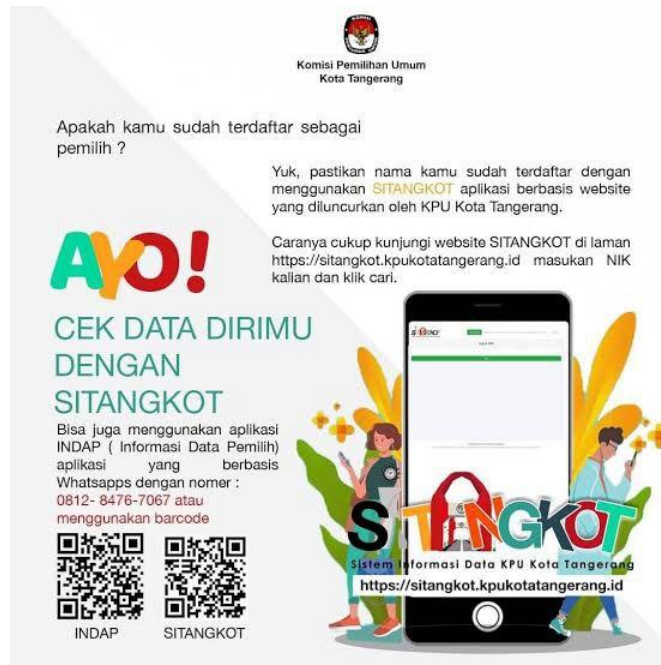 Komisi Pemilihan Umum
Kota Tangerang
Apakah kamu sudah terdaftar sebagai
pemilih ?
Yuk, pastikan nama kamu sudah terdaftar dengan
menggunakan SITANGKOT aplikasi berbasis website
yang diluncurkan oleh KPU Kota Tangerang.
Caranya cukup kunjungi website SITANGKOT di laman
https://sitangkot.kpukotatangerang.id masukan NIK
kalian dan klik cari.
AYO!
CEK DATA DIRIMU
DENGAN
SITANGKOT
Bisa juga menggunakan aplikasi
INDAP ( Informasi Data Pemilih)
aplikasi yang berbasis
Whatsapps dengan nomer :
0812- 8476-7067 atau
menggunakan barcode
INDAP
SITANGKOT
SITANGKOT
Sistem Informasi Data KPU Kota Tangerang
https://sitangkot.kpukotatangerang.id